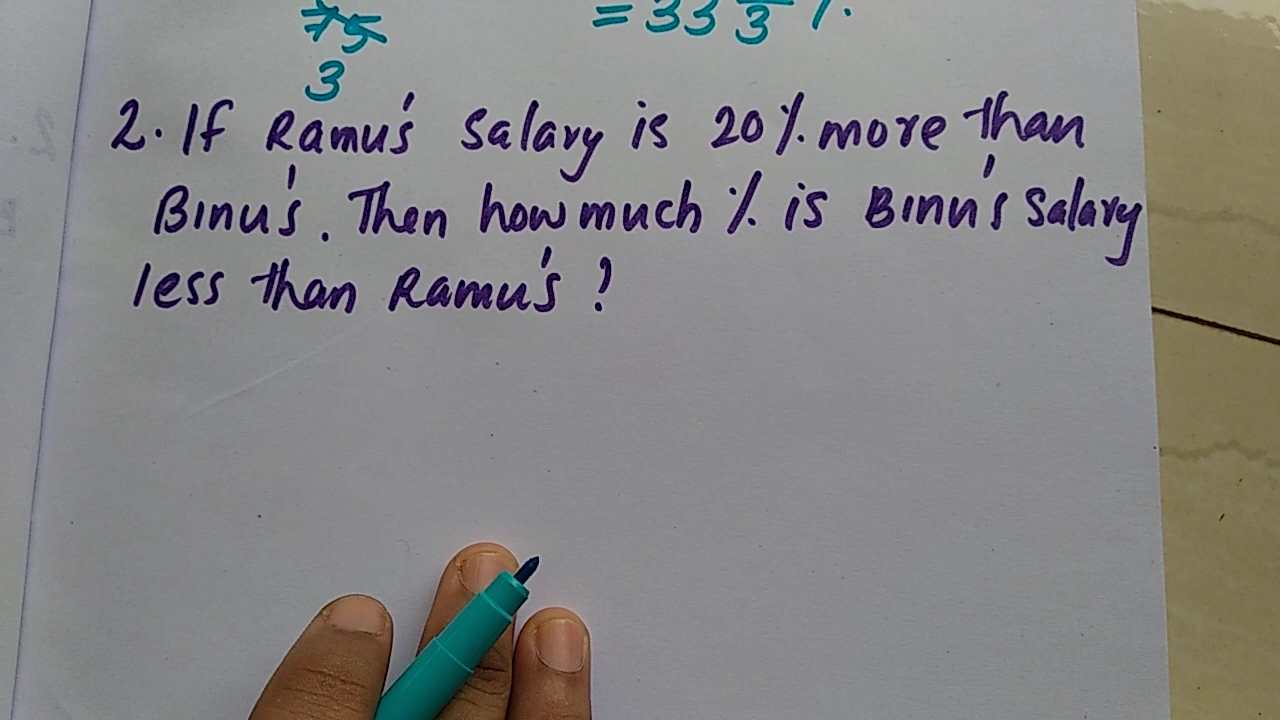 75
= 33 1/3 %.
3
2. If Ramu's salary is 20% more than
Binu's. Then how much % is Binu's salary
less than Ramu's ?